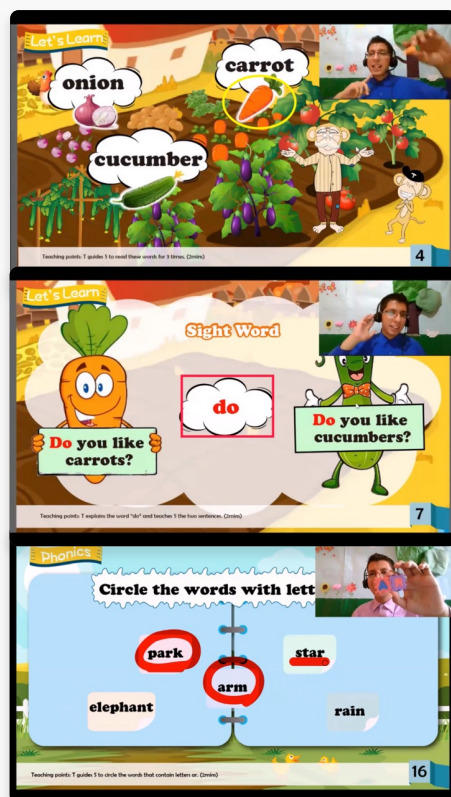 Let's Learn
onion
carrot
cucumber
Teaching points: T guides S to read these words for 3 times. (2mins)
4
Let's Learn
Sight Word
do
Do you like
carrots?
Do you like
cucumbers?
Teaching points: T explains the word "do" and teaches S the two sentences. (2mins)
7
Phonics
Circle the words with lett
park
star
arm
elephant
rain
Teaching points: T guides S to circle the words that contain letters ar. (2mins)
16